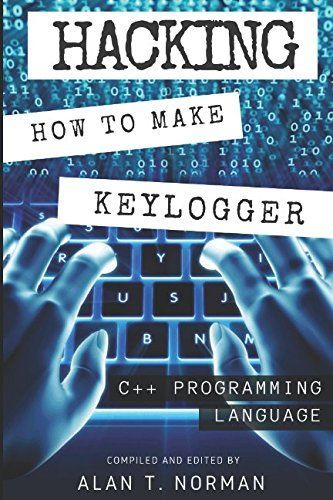 HACKING
HOW TO MAKE
KEYLOGGER
C++ PROGRAMMING
LANGUAGE
COMPILED AND EDITED BY
ALAN T. NORMAN